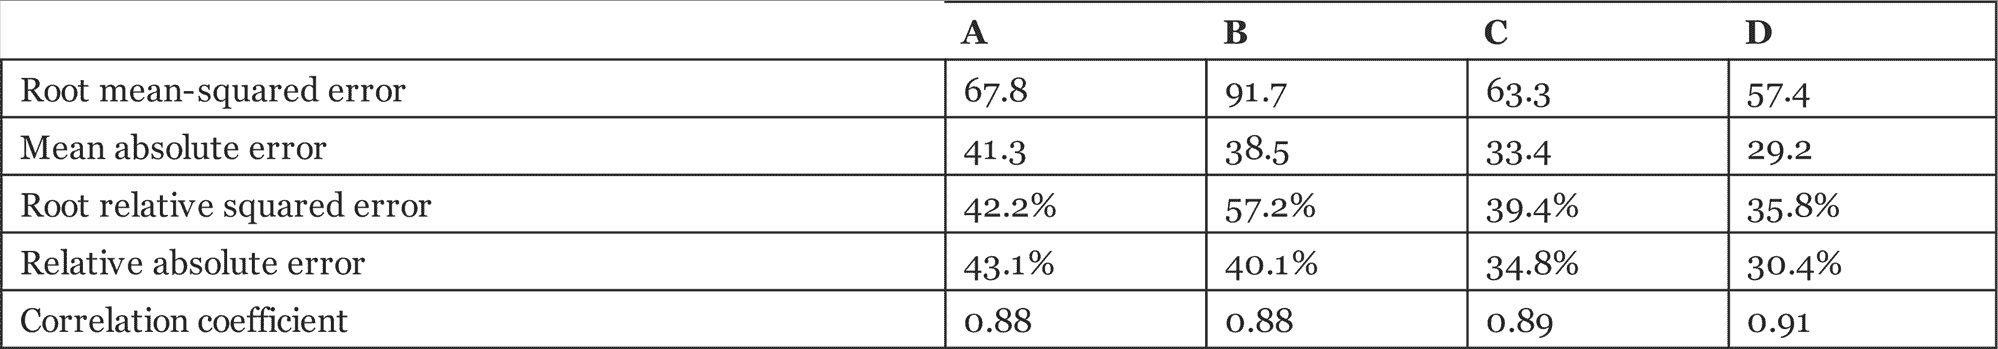 A B C D
Root mean-squared error 67.8 91.7 63.3 57.4
Mean absolute error 41.3 38.5 33.4 29.2
Root relative squared error 42.2% 57.2% 39.4% 35.8%
Relative absolute error 43.1% 40.1% 34.8% 30.4%
Correlation coefficient 0.88 0.88 0.89 0.91